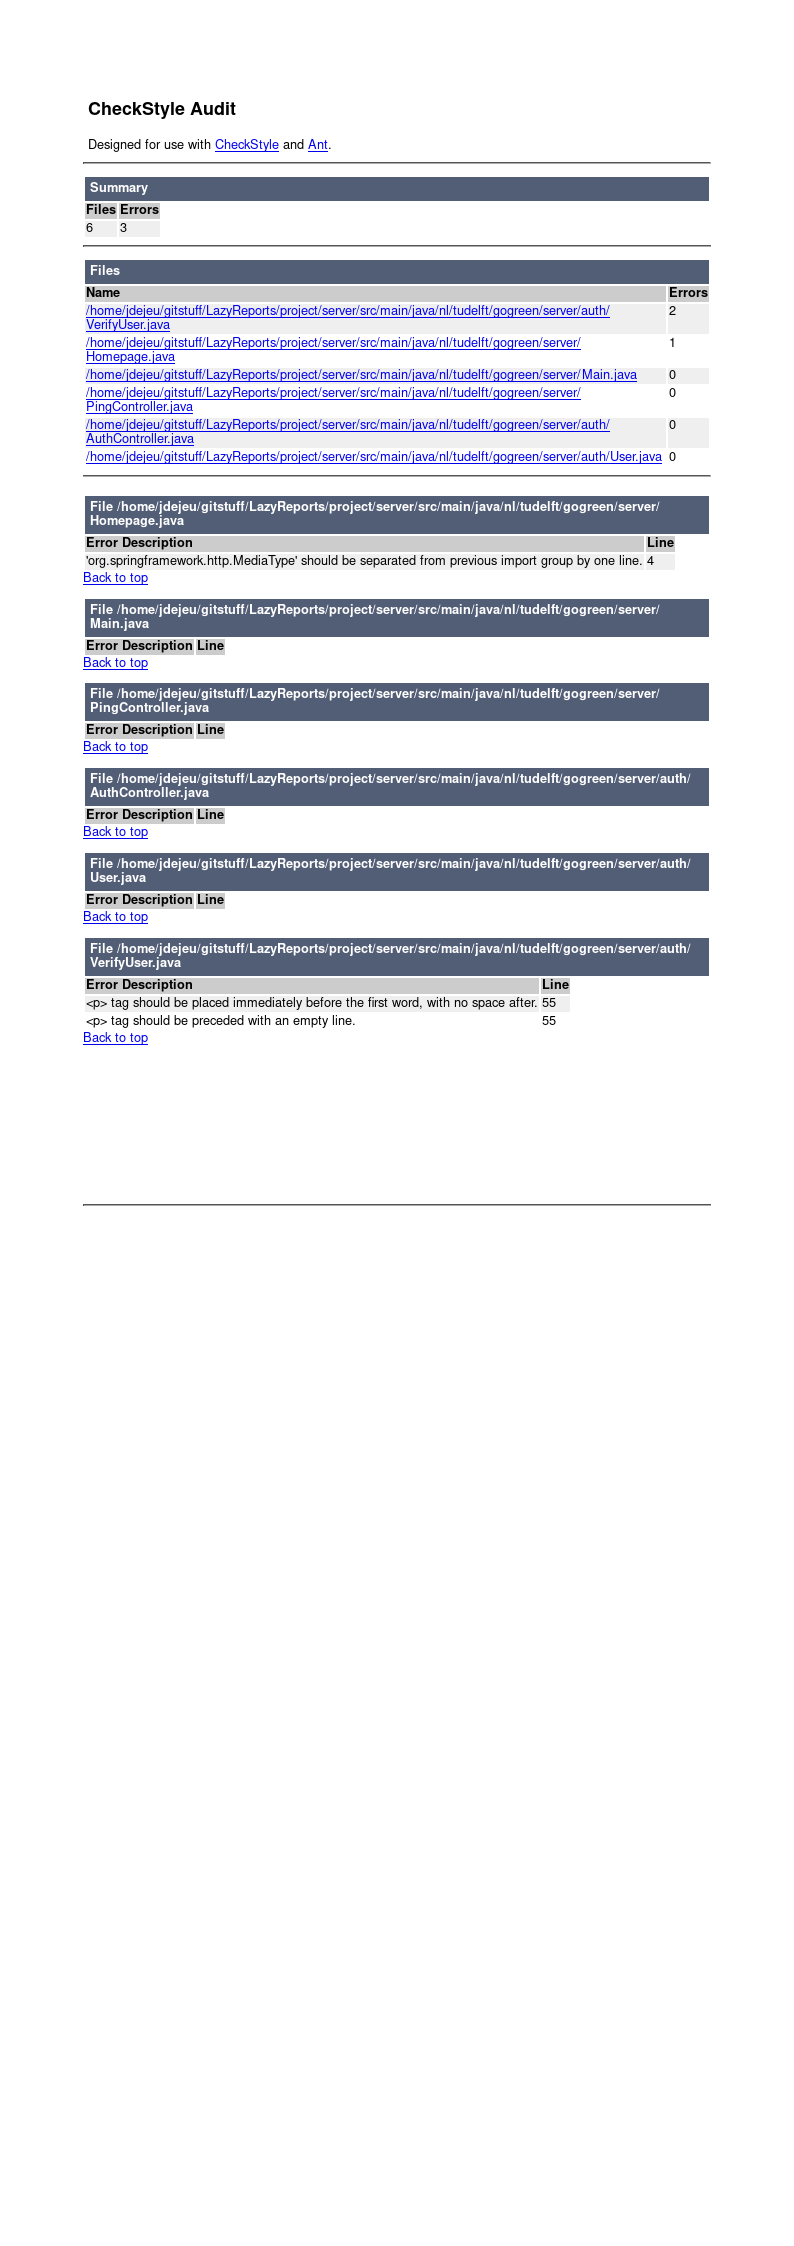 CheckStyle Audit
Designed for use with CheckStyle and Ant.
Summary
Files Errors
6 3
Files
Name Errors
/home/jdejeu/gitstuff/LazyReports/project/server/src/main/java/nl/tudelft/gogreen/server/auth/ 2
VerifyUser.java
/home/jdejeu/gitstuff/LazyReports/project/server/src/main/java/nl/tudelft/gogreen/server/ 1
Homepage.java
/home/jdejeu/gitstuff/LazyReports/project/server/src/main/java/nl/tudelft/gogreen/server/Main.java 0
/home/jdejeu/gitstuff/LazyReports/project/server/src/main/java/nl/tudelft/gogreen/server/ 0
PingController.java
/home/jdejeu/gitstuff/LazyReports/project/server/src/main/java/nl/tudelft/gogreen/server/auth/ 0
AuthController.java
/home/jdejeu/gitstuff/LazyReports/project/server/src/main/java/nl/tudelft/gogreen/server/auth/User.java 0
File /home/jdejeu/gitstuff/LazyReports/project/server/src/main/java/nl/tudelft/gogreen/server/
Homepage.java
Error Description Line
'org.springframework.http.MediaType' should be separated from previous import group by one line. 4
Back to top
File /home/jdejeu/gitstuff/LazyReports/project/server/src/main/java/nl/tudelft/gogreen/server/
Main.java
Error Description Line
Back to top
File /home/jdejeu/gitstuff/LazyReports/project/server/src/main/java/nl/tudelft/gogreen/server/
PingController.java
Error Description Line
Back to top
File /home/jdejeu/gitstuff/LazyReports/project/server/src/main/java/nl/tudelft/gogreen/server/auth/
AuthController.java
Error Description Line
Back to top
File /home/jdejeu/gitstuff/LazyReports/project/server/src/main/java/nl/tudelft/gogreen/server/auth/
User.java
Error Description Line
Back to top
File /home/jdejeu/gitstuff/LazyReports/project/server/src/main/java/nl/tudelft/gogreen/server/auth/
VerifyUser.java
Error Description Line
<p> tag should be placed immediately before the first word, with no space after. 55
<p> tag should be preceded with an empty line. 55
Back to top